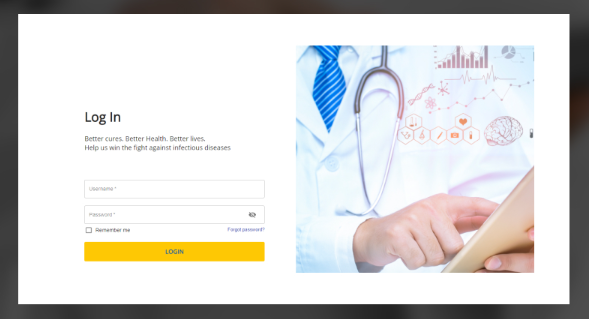 Log In
Better cures. Better Health. Better lives.
Help us win the fight against infectious diseases
Username *
Password *
Remember me
Forgot password?
LOGIN